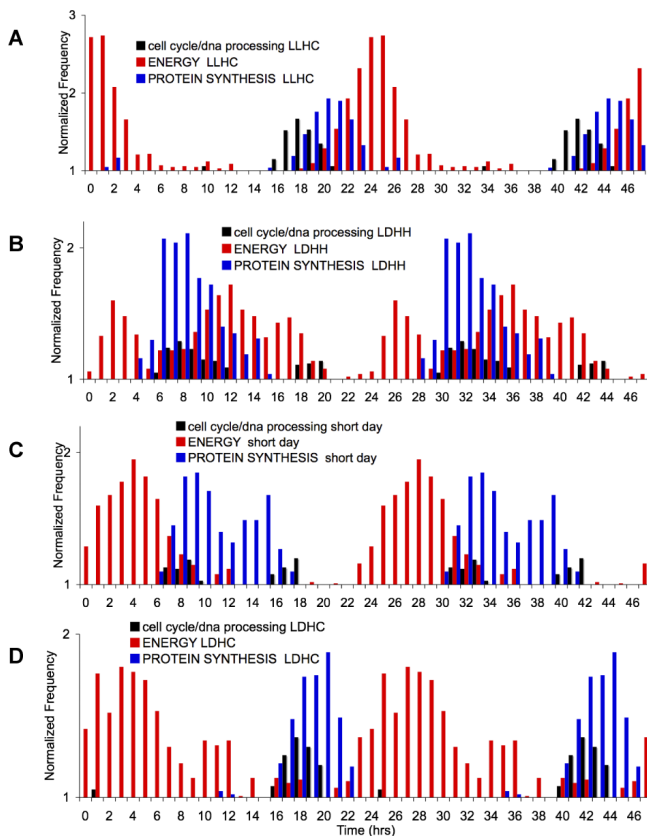 A
3
cell cycle/dna processing LLHC
ENERGY LLHC
PROTEIN SYNTHESIS LLHC
Normalized Frequency
2
1
0 2 4 6 8 10 12 14 16 18 20 22 24 26 28 30 32 34 36 38 40 42 44 46
B
cell cycle/dna processing LDHH
ENERGY LDHH
PROTEIN SYNTHESIS LDHH
Normalized Frequency
2
1
0 2 4 6 8 10 12 14 16 18 20 22 24 26 28 30 32 34 36 38 40 42 44 46
C
cell cycle/dna processing short day
ENERGY short day
PROTEIN SYNTHESIS short day
Normalized Frequency
2
1
0 2 4 6 8 10 12 14 16 18 20 22 24 26 28 30 32 34 36 38 40 42 44 46
D
cell cycle/dna processing LDHC
ENERGY LDHC
PROTEIN SYNTHESIS LDHC
Normalized Frequency
2
1
0 2 4 6 8 10 12 14 16 18 20 22 24 26 28 30 32 34 36 38 40 42 44 46
Time (hrs)